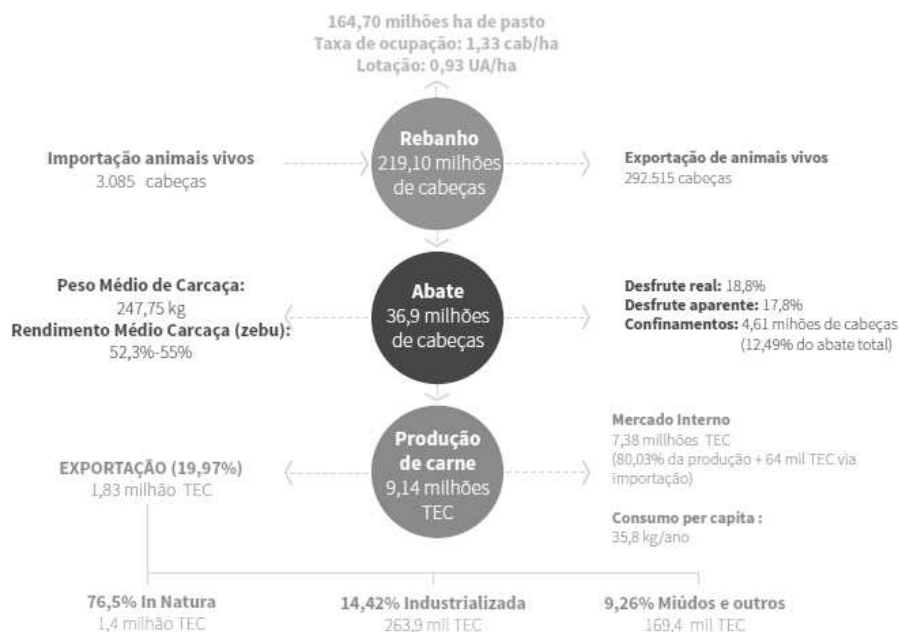 164,70 milhões ha de pasto
Taxa de ocupação: 1,33 cab/ha
Lotação: 0,93 UA/ha
Rebanho
219,10 milhões
de cabeças
Importação animais vivos
3.085 cabeças
Exportação de animais vivos
292.515 cabeças
Abate
36,9 milhões
de cabeças
Peso Médio de Carcaça:
247,75 kg
Rendimento Médio Carcaça (zebu):
52,3%-55%
Desfrute real: 18,8%
Desfrute aparente: 17,8%
Confinamentos: 4,61 mihões de cabeças
(12,49% do abate total)
Produção
de carne
9,14 milhões
TEC
EXPORTAÇÃO (19,97%)
1,83 milhão TEC
Mercado Interno
7,38 millhões TEC
(80,03% da produção + 64 mil TEC via
importação)
Consumo per capita :
35,8 kg/ano
76,5% In Natura
1,4 milhão TEC
14,42% Industrializada
263,9 mil TEC
9,26% Miúdos e outros
169,4 mil TEC